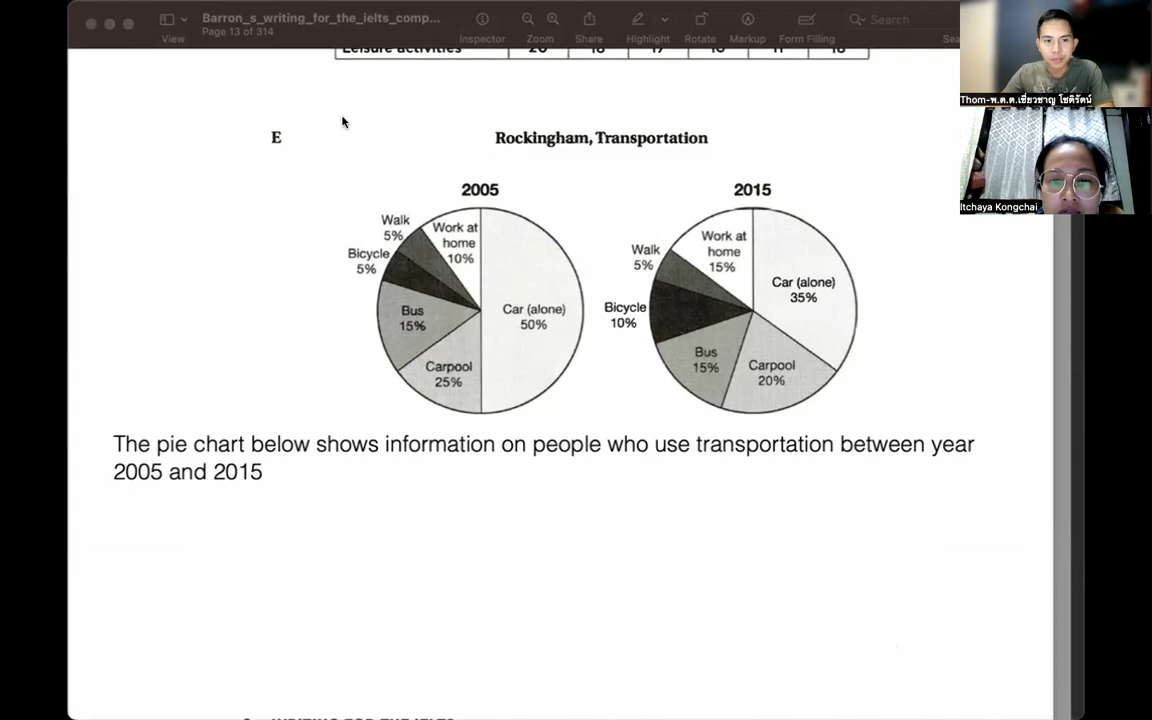 Barron_s_writing_for_the_ielts_comp...
Page 13 of 314
View
Inspector
Zoom
Share
Highlight
Rotate
Markup
Form Filling
Search
Sea
Leisure activities
E
Rockingham, Transportation
2005
Walk
5%
Work at
home
10%
Bicycle
5%
Bus
15%
Car (alone)
50%
Carpool
25%
2015
Walk
5%
Work at
home
15%
Car (alone)
35%
Bicycle
10%
Bus
15%
Carpool
20%
The pie chart below shows information on people who use transportation between year
2005 and 2015
Thom-พ.ต.ต.เชี่ยวชาญ โชติรัตน์
Itchaya Kongchai